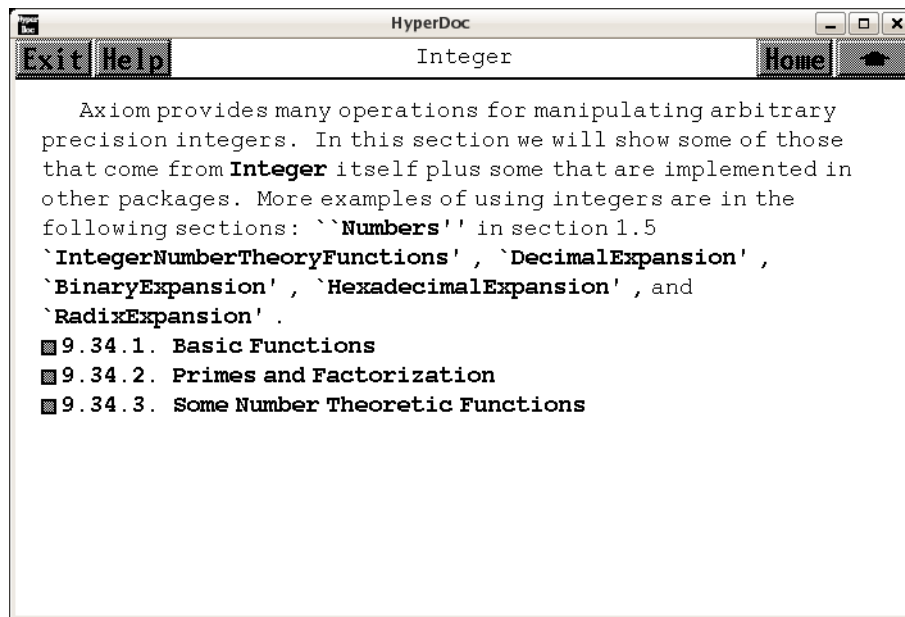 Hyper Doc
HyperDoc
Exit Help Integer Home
Axiom provides many operations for manipulating arbitrary
precision integers. In this section we will show some of those
that come from Integer itself plus some that are implemented in
other packages. More examples of using integers are in the
following sections: ``Numbers'' in section 1.5
`IntegerNumberTheoryFunctions' , `DecimalExpansion' ,
`BinaryExpansion' , `HexadecimalExpansion' , and
`RadixExpansion' .
9.34.1. Basic Functions
9.34.2. Primes and Factorization
9.34.3. Some Number Theoretic Functions